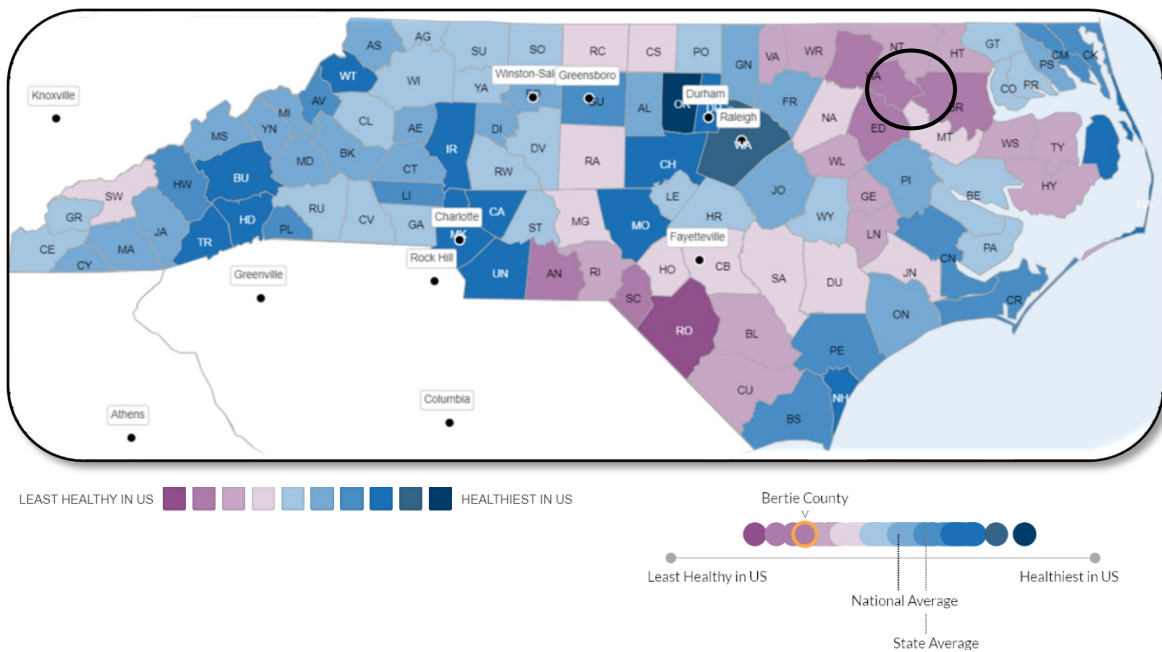 AS
AG
SU
SO
RC
CS
PO
GN
VA
WR
NT
HT
GT
CM
CK
PS
PR
CO
WT
WI
YA
Greensboro
Knoxville
AV
MI
YN
MS
CL
AE
DI
AL
Durham
FR
NA
BR
Raleigh
WA
ED
MT
MD
BK
IR
DV
RA
CH
WL
WS
TY
HY
SW
HW
BU
CT
RW
LI
LE
JO
GE
PI
BE
DA
GR
JA
HD
RU
CV
GA
Charlotte
MK
CA
ST
MG
MO
HR
WY
LN
PA
CE
MA
CY
TR
PL
Fayetteville
Rock Hill
UN
AN
RI
HO
CB
SA
DU
JN
CN
CR
Greenville
SC
RO
BL
ON
PE
CU
NH
BS
Columbia
Athens
LEAST HEALTHY IN US
HEALTHIEST IN US
Bertie County
Least Healthy in US
Healthiest in US
National Average
State Average